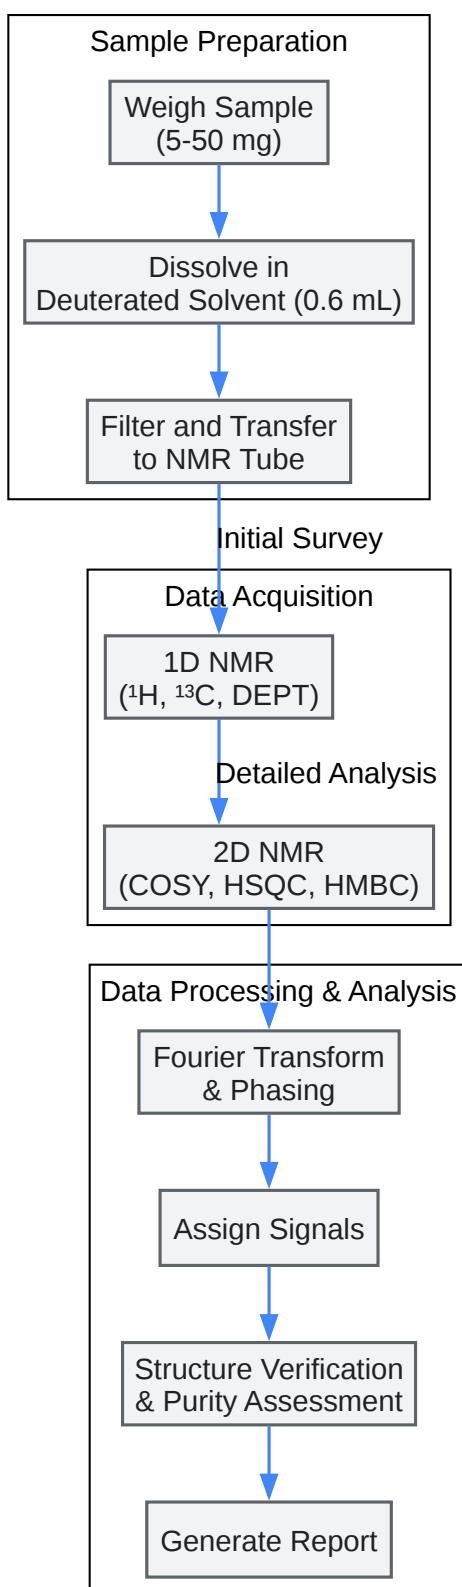 Sample Preparation
Weigh Sample
(5-50 mg)
Dissolve in
Deuterated Solvent (0.6 mL)
Filter and Transfer
to NMR Tube
Initial Survey
Data Acquisition
1D NMR
(¹H, ¹³C, DEPT)
Detailed Analysis
2D NMR
(COSY, HSQC, HMBC)
Data Processing & Analysis
Fourier Transform
& Phasing
Assign Signals
Structure Verification
& Purity Assessment
Generate Report